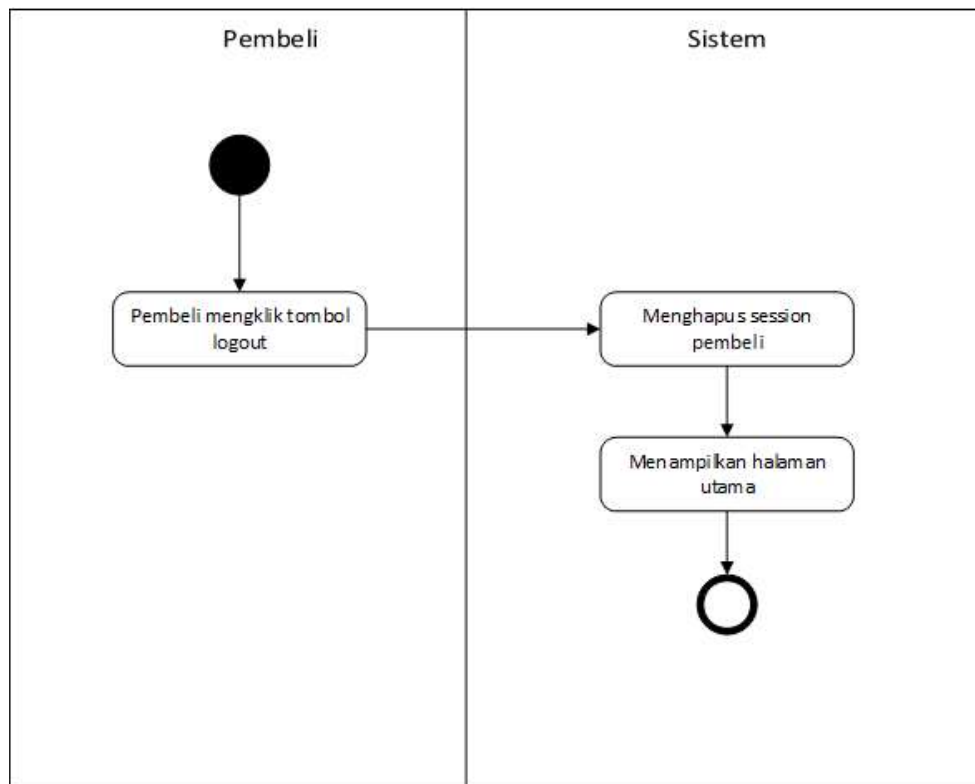 Pembeli
Sistem
Pembeli mengklik tombol
logout
Menghapus session
pembeli
Menampilkan halaman
utama